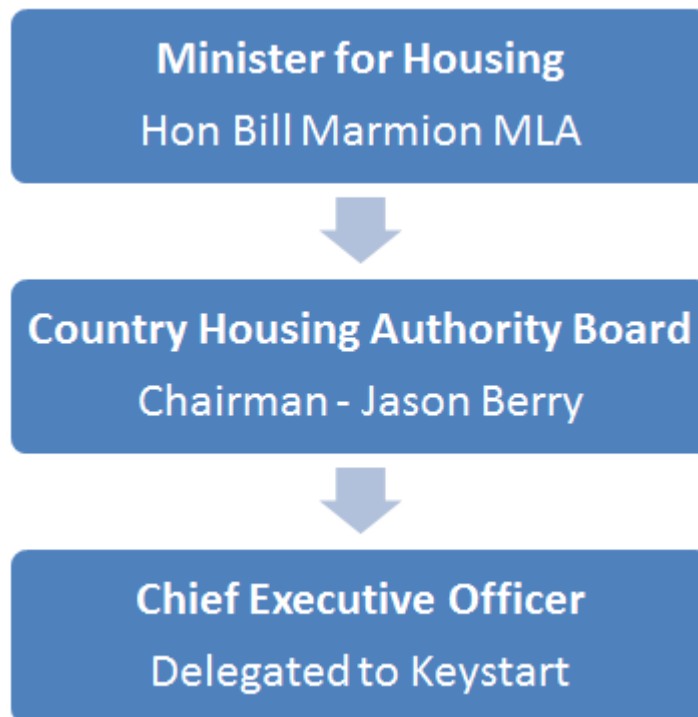 Minister for Housing
Hon Bill Marmion MLA
Country Housing Authority Board
Chairman - Jason Berry
Chief Executive Officer
Delegated to Keystart